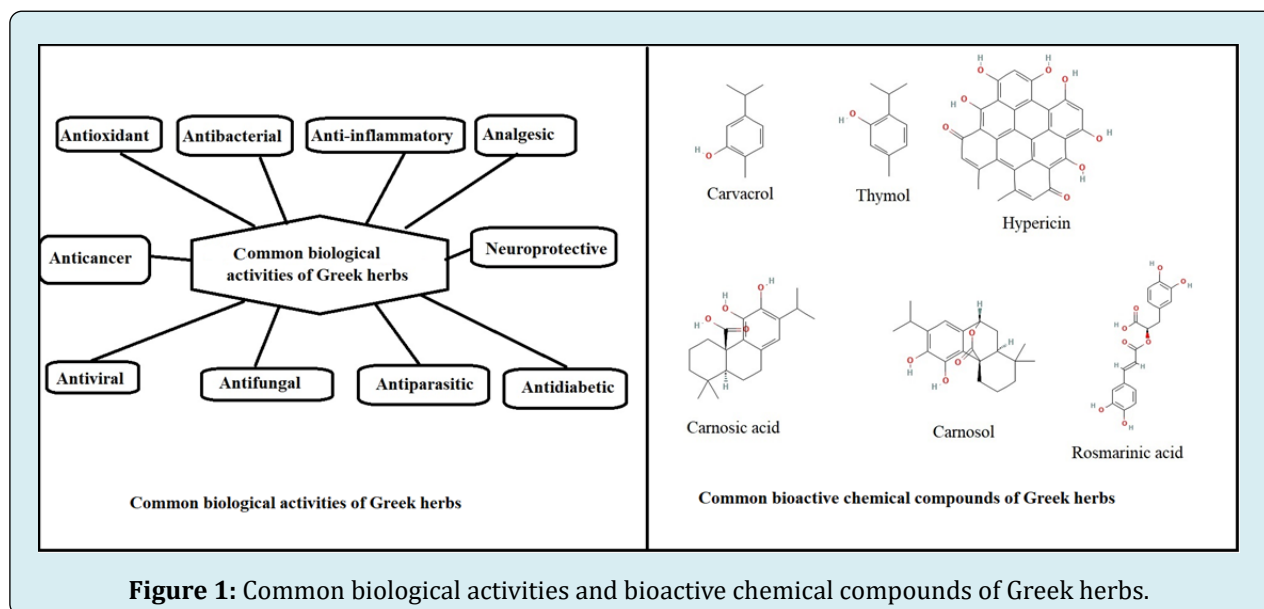 Antioxidant
Antibacterial
Anti-inflammatory
Analgesic
Anticancer
Common biological
activities of Greek herbs
Neuroprotective
Antiviral
Antifungal
Antiparasitic
Antidiabetic
Common biological activities of Greek herbs
Carvacrol
Thymol
Hypericin
Carnosic acid
Carnosol
Rosmarinic acid
Common bioactive chemical compounds of Greek herbs
Figure 1: Common biological activities and bioactive chemical compounds of Greek herbs.